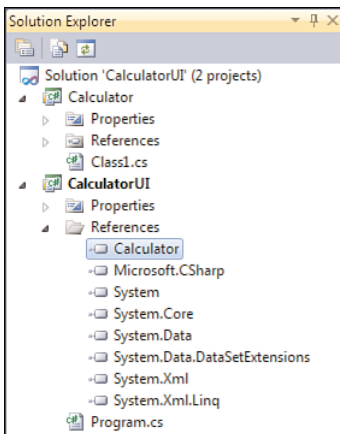 Solution Explorer
Solution 'CalculatorUI' (2 projects)
Calculator
Properties
References
Class1.cs
CalculatorUI
Properties
References
Calculator
Microsoft.CSharp
System
System.Core
System.Data
System.Data.DataSetExtensions
System.Xml
System.Xml.Linq
Program.cs